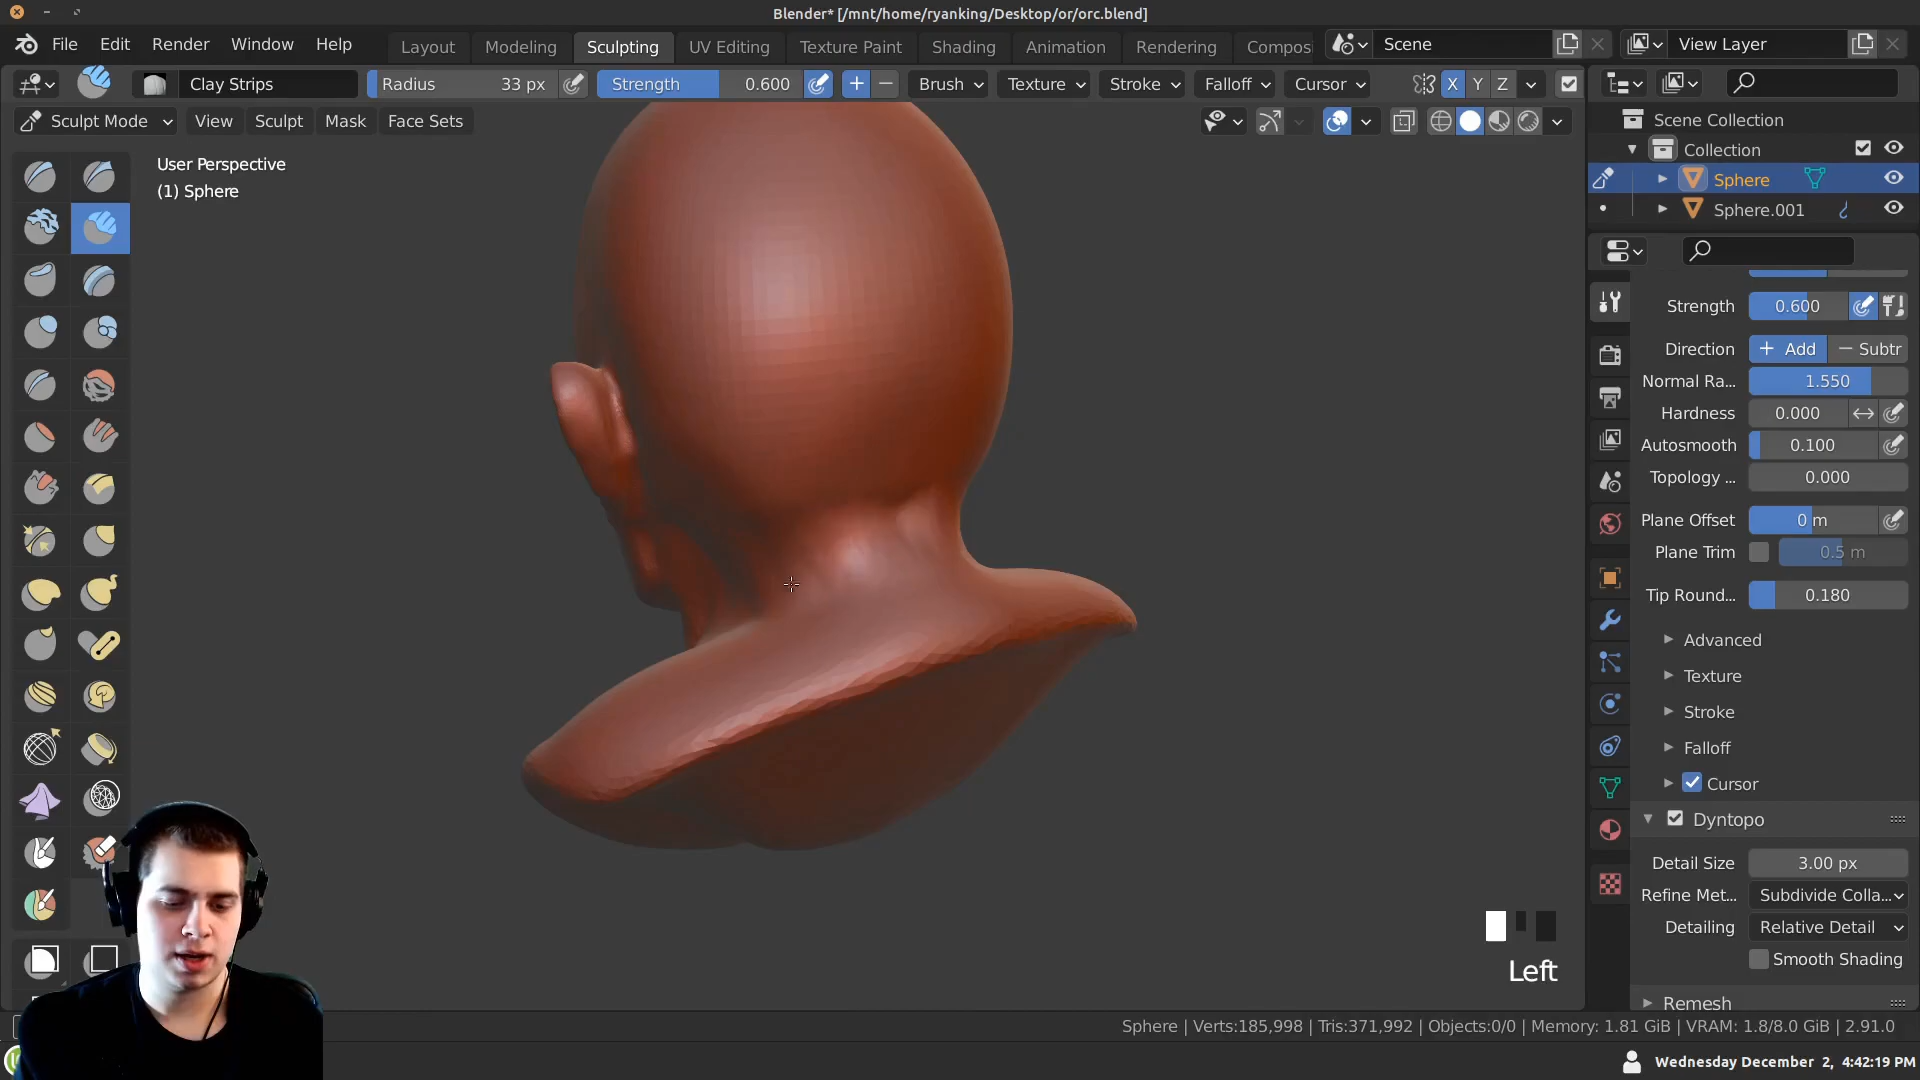 Blender* [/mnt/home/ryanking/Desktop/or/orc.blend]
File Edit Render Window Help Layout Modeling Sculpting UV Editing Texture Paint Shading Animation Rendering Compos Scene View Layer
Clay Strips Radius 33 px Strength 0.600 Brush Texture Stroke Falloff Cursor X Y Z
Sculpt Mode View Sculpt Mask Face Sets
User Perspective
(1) Sphere
Scene Collection
Collection
Sphere
Sphere.001
Strength 0.600
Direction + Add − Subtr
Normal Ra... 1.550
Hardness 0.000
Autosmooth 0.100
Topology ... 0.000
Plane Offset 0 m
Plane Trim 0.5 m
Tip Round... 0.180
Advanced
Texture
Stroke
Falloff
Cursor
Dyntopo
Detail Size 3.00 px
Refine Met... Subdivide Colla...
Detailing Relative Detail
Smooth Shading
Remesh
Left
Sphere | Verts:185,998 | Tris:371,992 | Objects:0/0 | Memory: 1.81 GiB | VRAM: 1.8/8.0 GiB | 2.91.0
Wednesday December 2, 4:42:19 PM